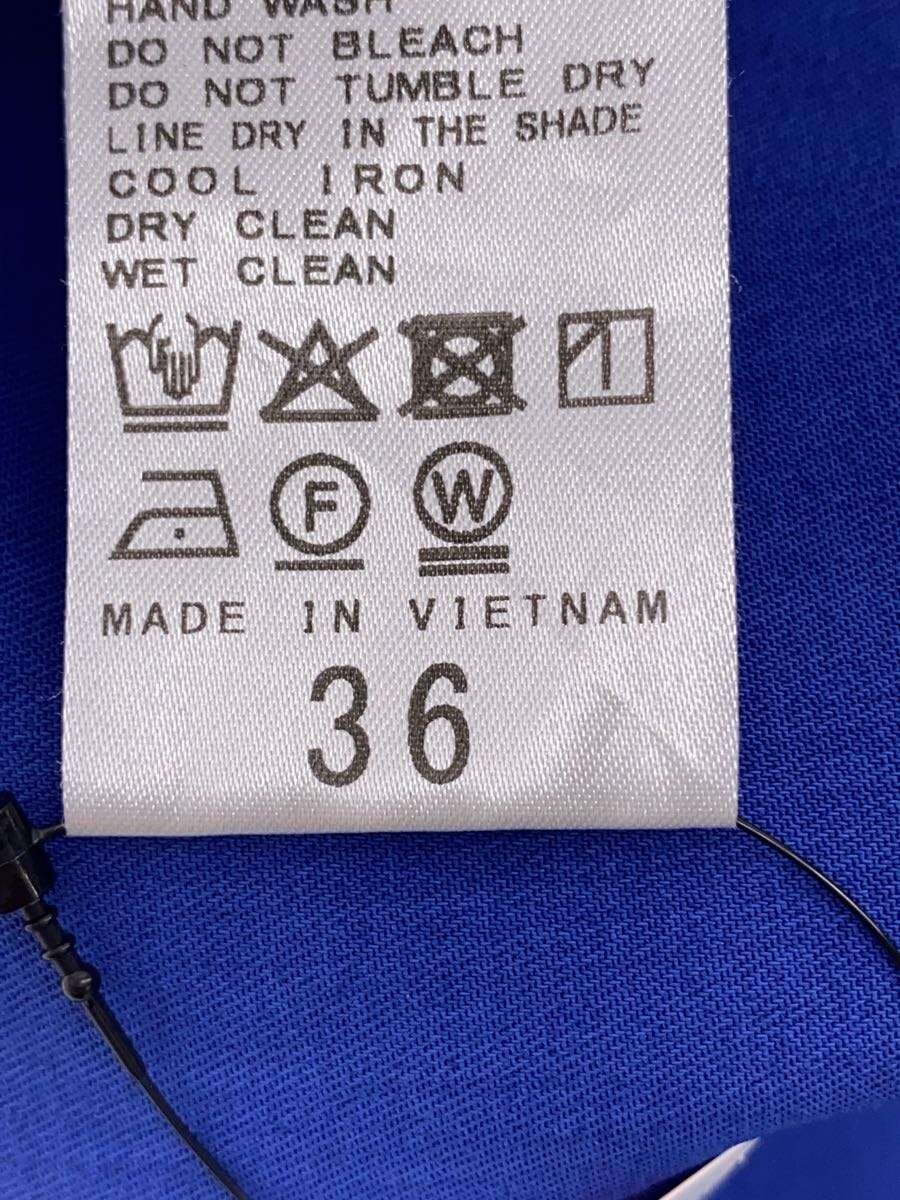 HAND WASH
DO NOT BLEACH
DO NOT TUMBLE DRY
LINE DRY IN THE SHADE
COOL IRON
DRY CLEAN
WET CLEAN
F W
MADE IN VIETNAM
36